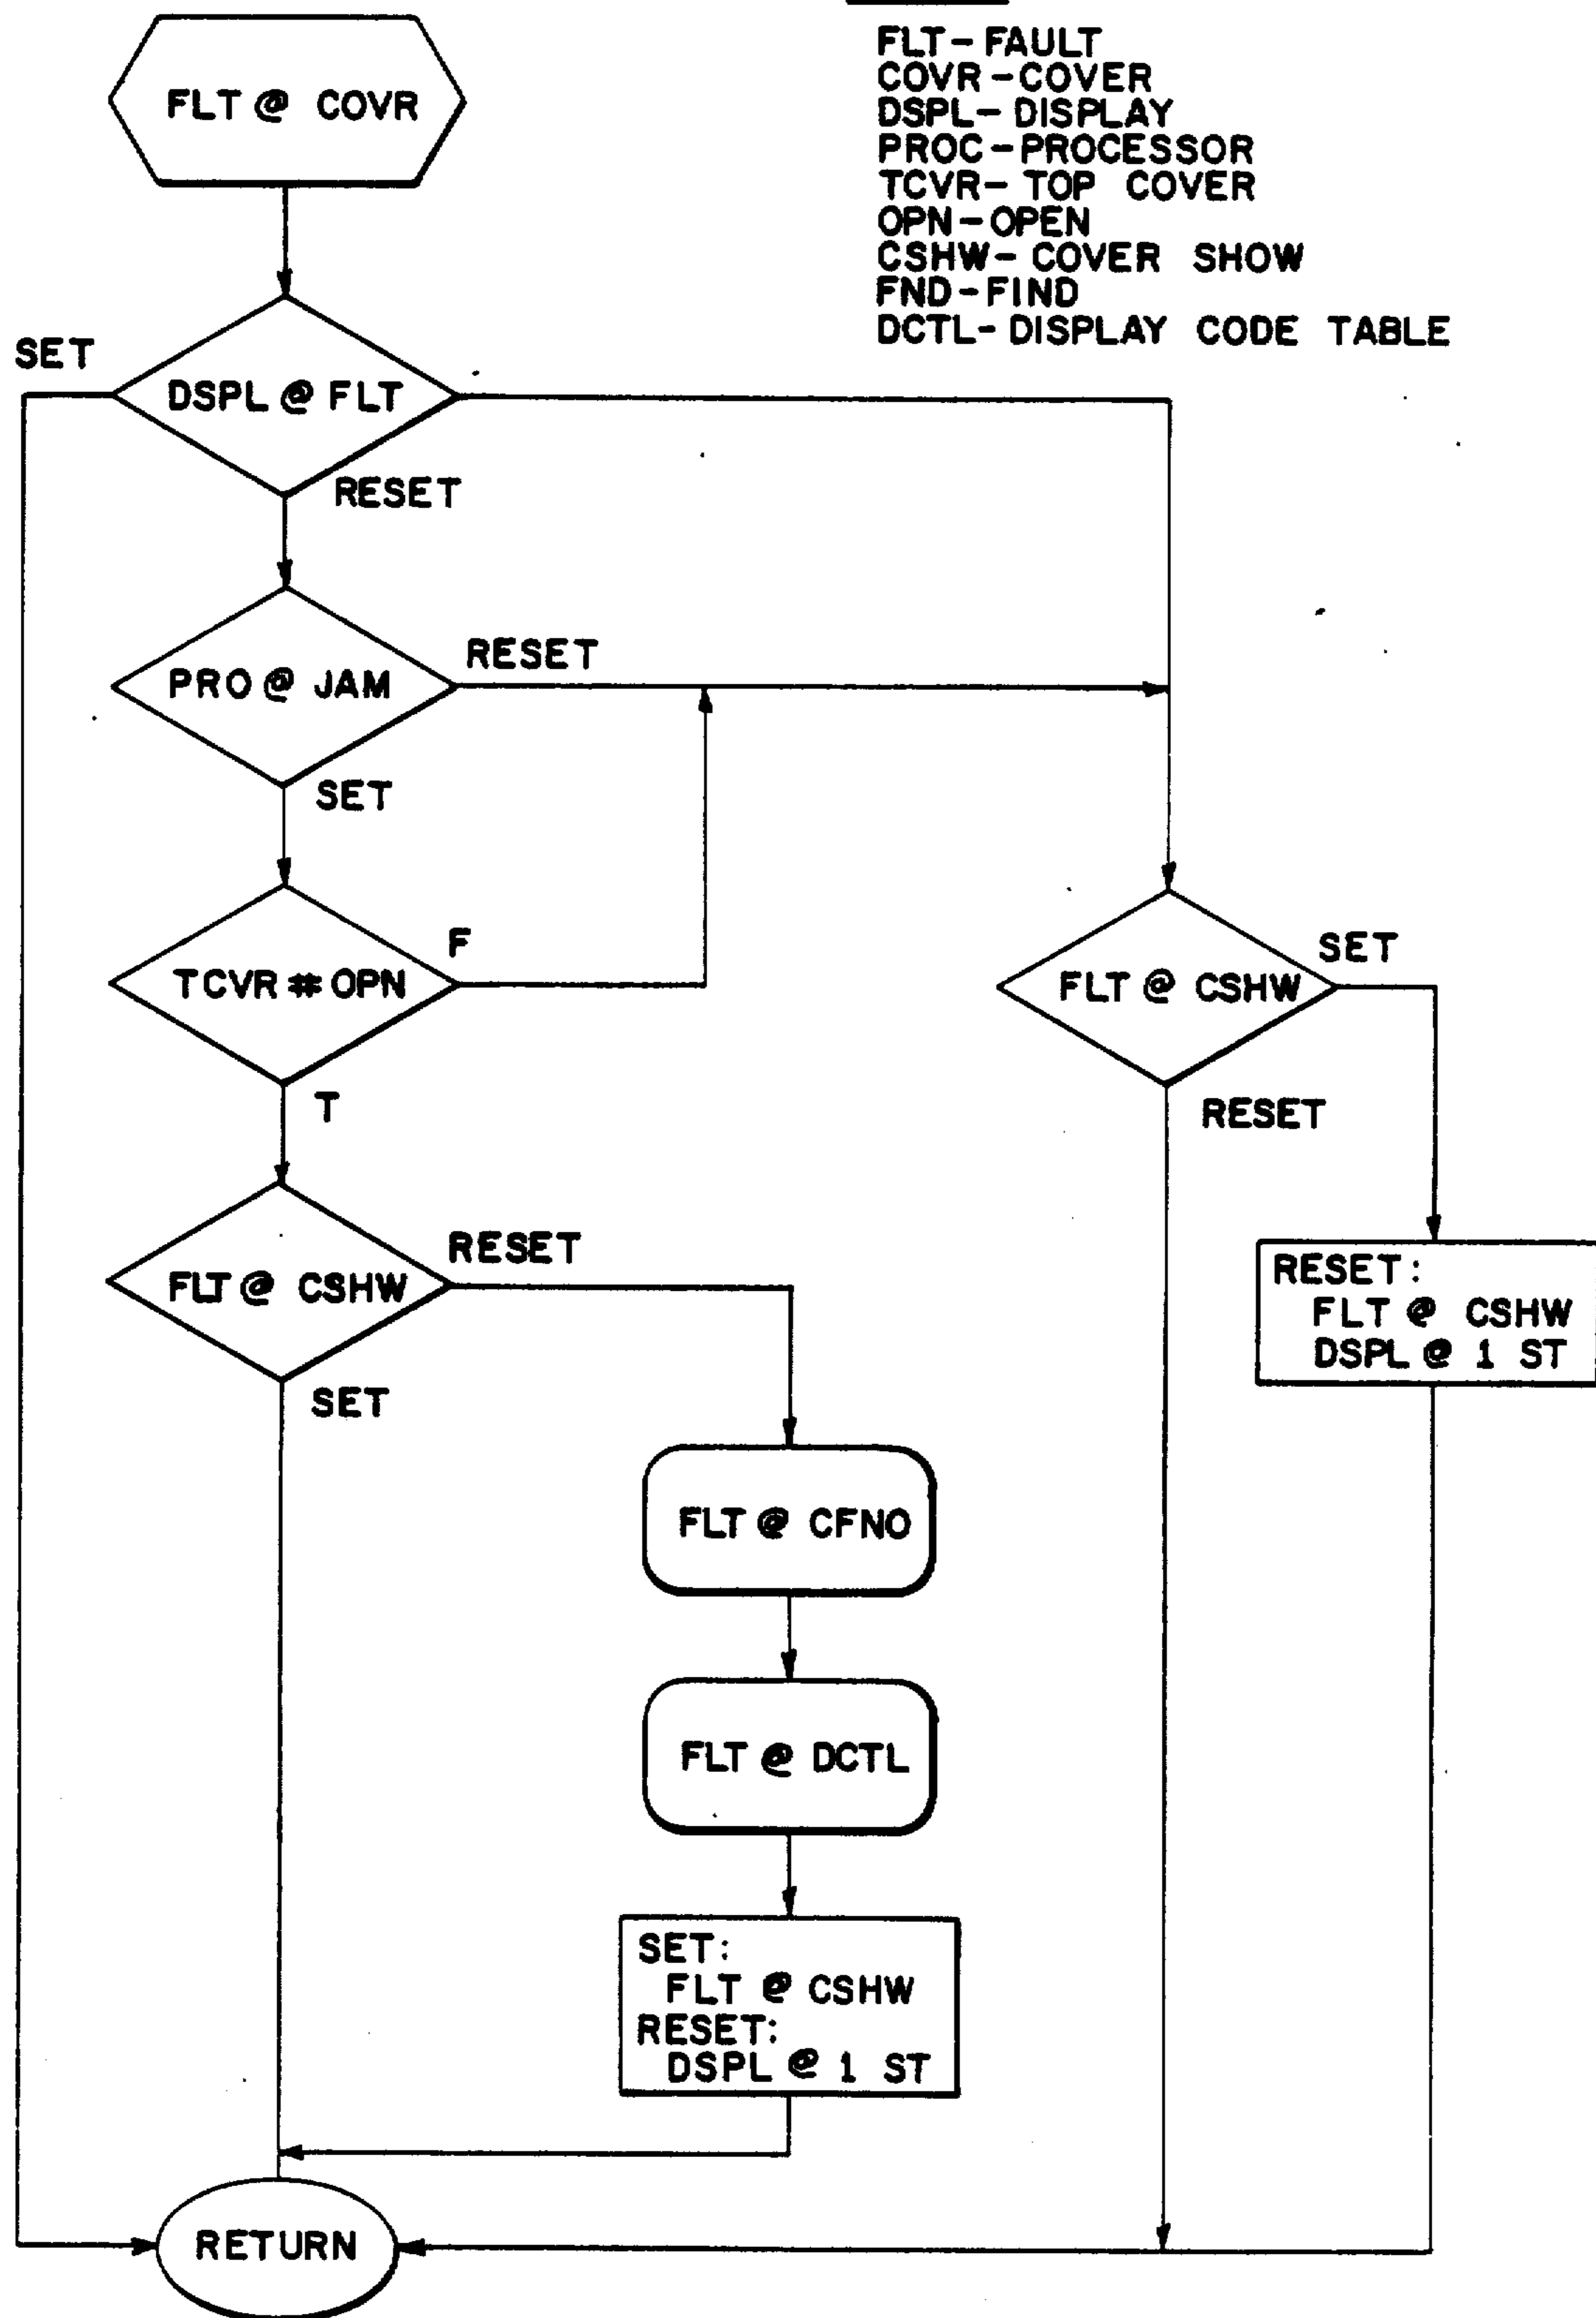 FLT @ COVR
FLT - FAULT
COVR - COVER
DSPL - DISPLAY
PROC - PROCESSOR
TCVR - TOP COVER
OPN - OPEN
CSHW - COVER SHOW
FND - FIND
DCTL - DISPLAY CODE TABLE
SET
DSPL @ FLT
RESET
PRO @ JAM
RESET
SET
TCVR # OPN
F
T
FLT @ CSHW
SET
RESET
FLT @ CSHW
RESET
SET
RESET:
FLT @ CSHW
DSPL @ 1 ST
FLT @ CFNO
FLT @ DCTL
SET:
FLT @ CSHW
RESET:
DSPL @ 1 ST
RETURN